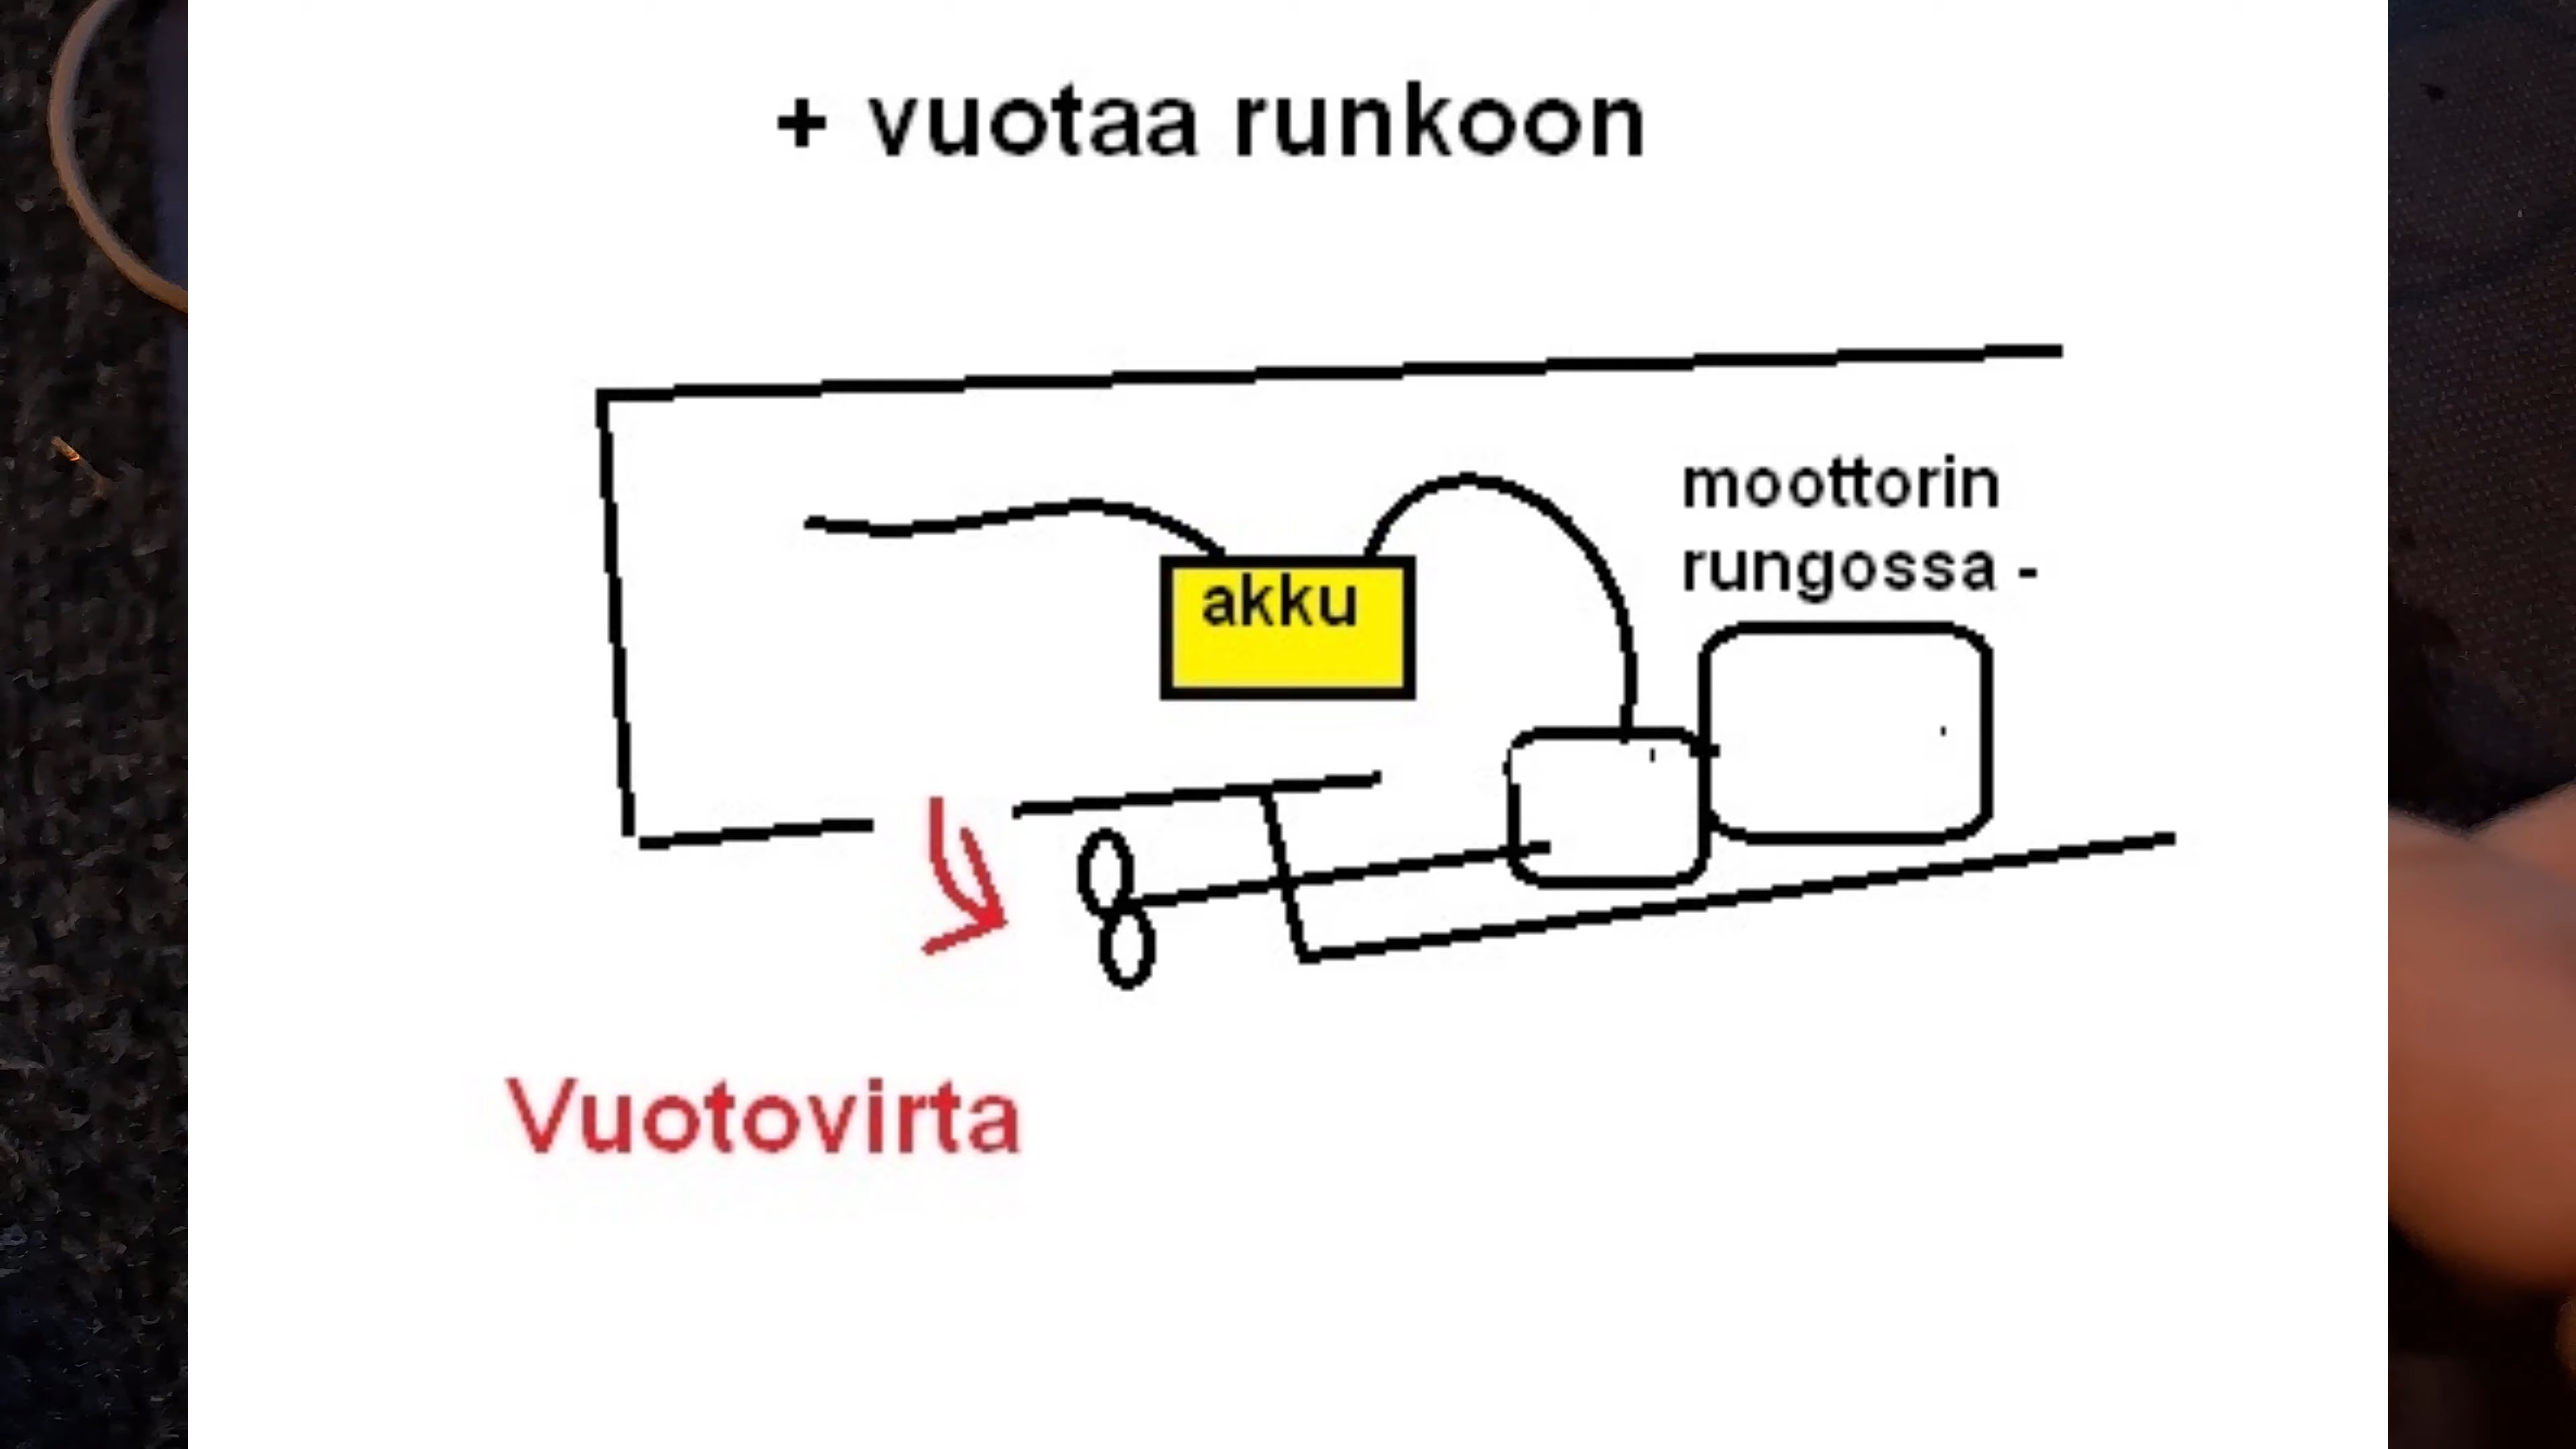 + vuotaa runkoon
moottorin
rungossa -
akku
Vuotovirta